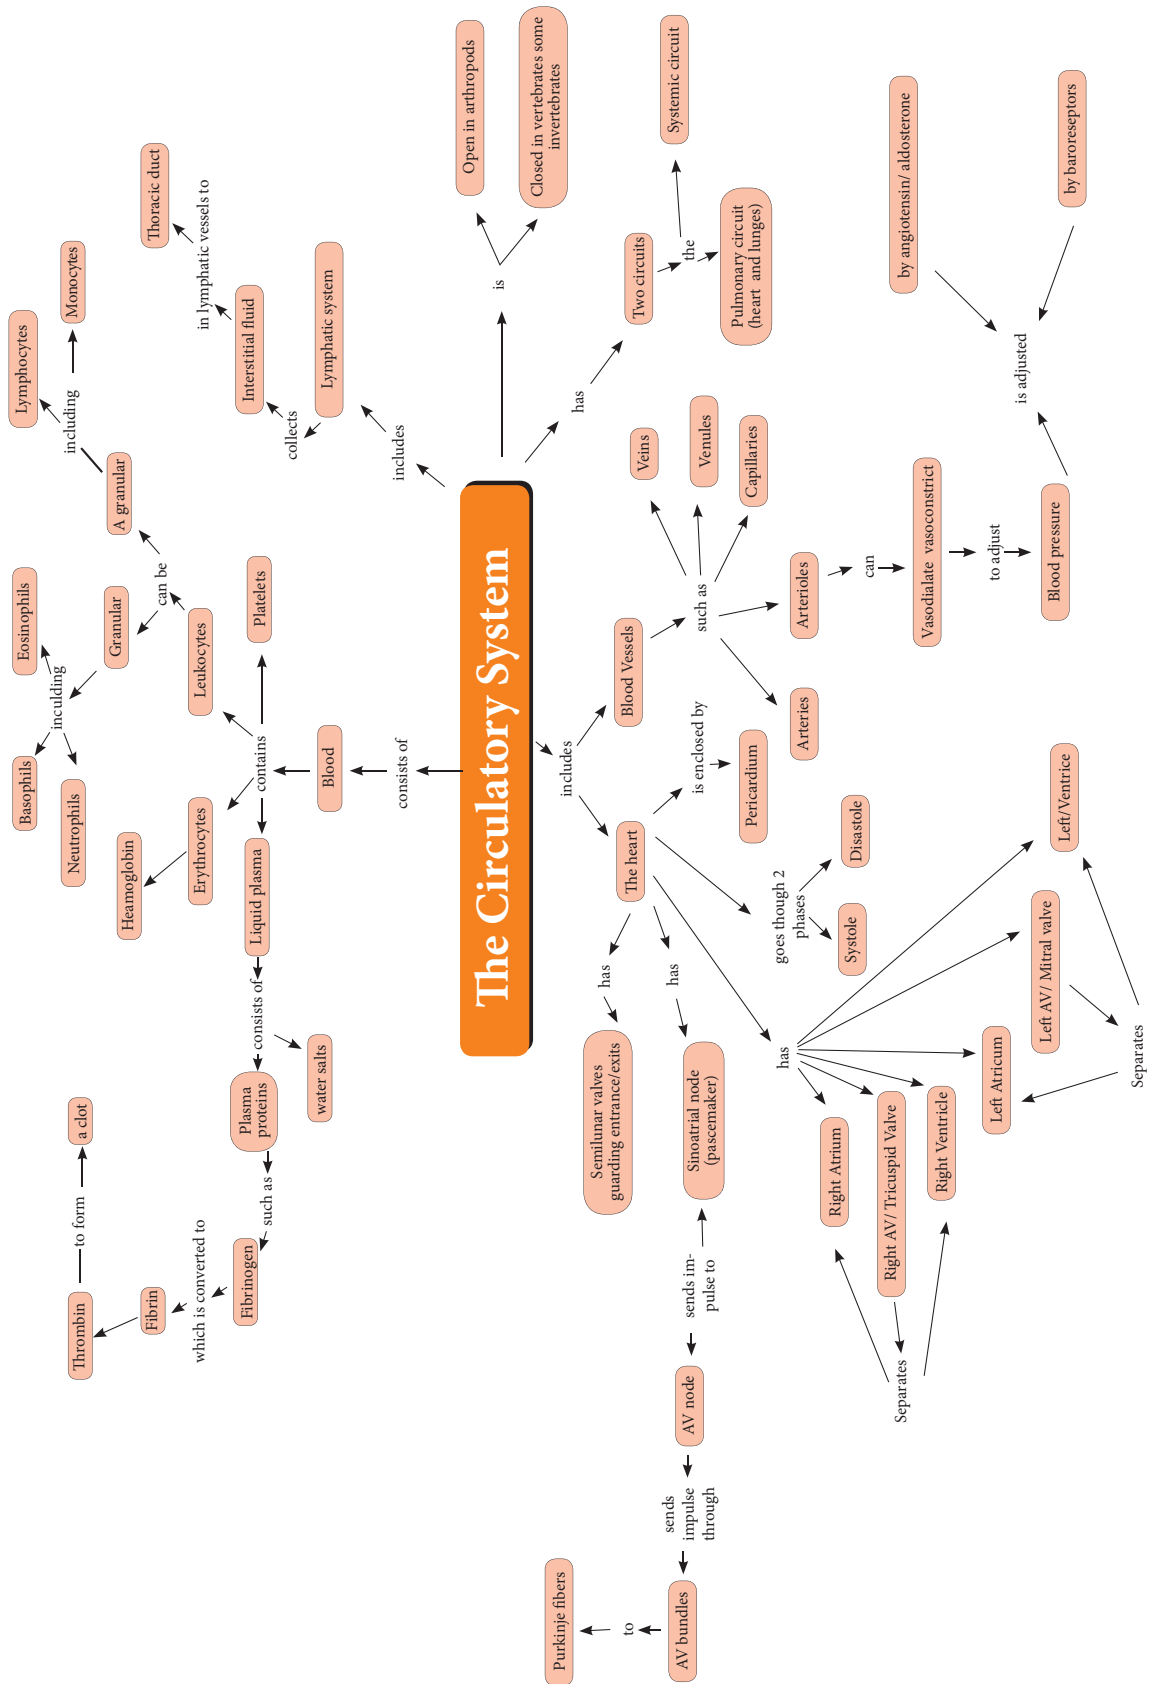 The Circulatory System
consists of
Blood
contains
Platelets
Leukocytes
can be
A granular
including
Lymphocytes
Monocytes
Granular
inculding
Eosinophils
Basophils
Neutrophils
Erythrocytes
Heamoglobin
Liquid plasma
consists of
water salts
Plasma
proteins
such as
Fibrinogen
which is converted to
Fibrin
Thrombin
to form
a clot
includes
Lymphatic system
collects
Interstitial fluid
in lymphatic vessels to
Thoracic duct
is
Open in arthropods
Closed in vertebrates some
invertebrates
has
Two circuits
the
Systemic circuit
Pulmonary circuit
(heart and lunges)
includes
Blood Vessels
such as
Veins
Venules
Capillaries
Arterioles
Arteries
can
Vasodialate vasoconstrict
to adjust
Blood pressure
is adjusted
by angiotensin/ aldosterone
by baroreseptors
The heart
is enclosed by
Pericardium
goes though 2
phases
Disastole
Systole
has
Semilunar valves
guarding entrance/exits
has
Sinoatrial node
(pascemaker)
sends im-
pulse to
AV node
sends
impulse
through
AV bundles
to
Purkinje fibers
has
Right Atrium
Right AV/ Tricuspid Valve
Right Ventricle
Separates
Left Atricum
Left AV/ Mitral valve
Left/Ventrice
Separates